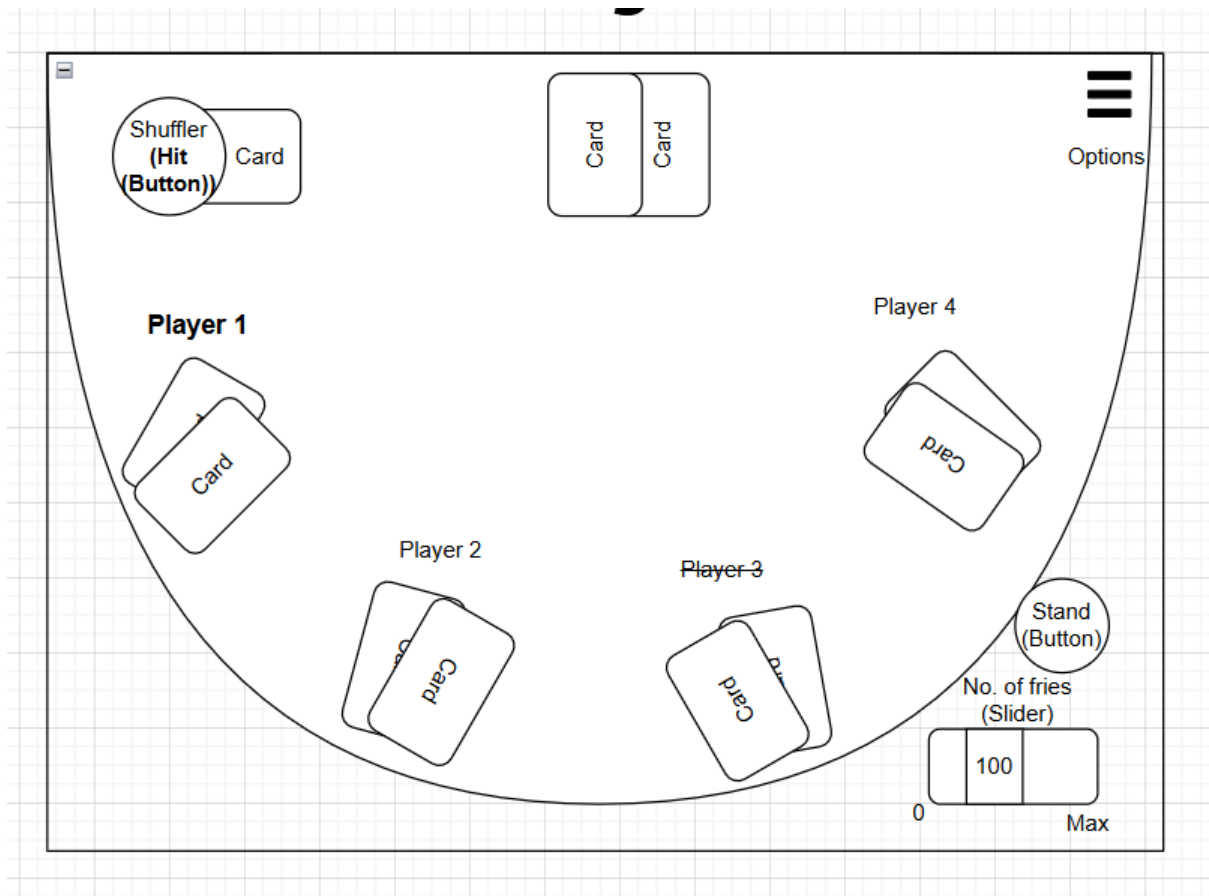 Shuffler
(Hit
(Button))
Card
Card
Card
Options
Player 1
Card
Player 4
Card
Player 2
Card
Player 3
Card
Stand
(Button)
No. of fries
(Slider)
100
0
Max